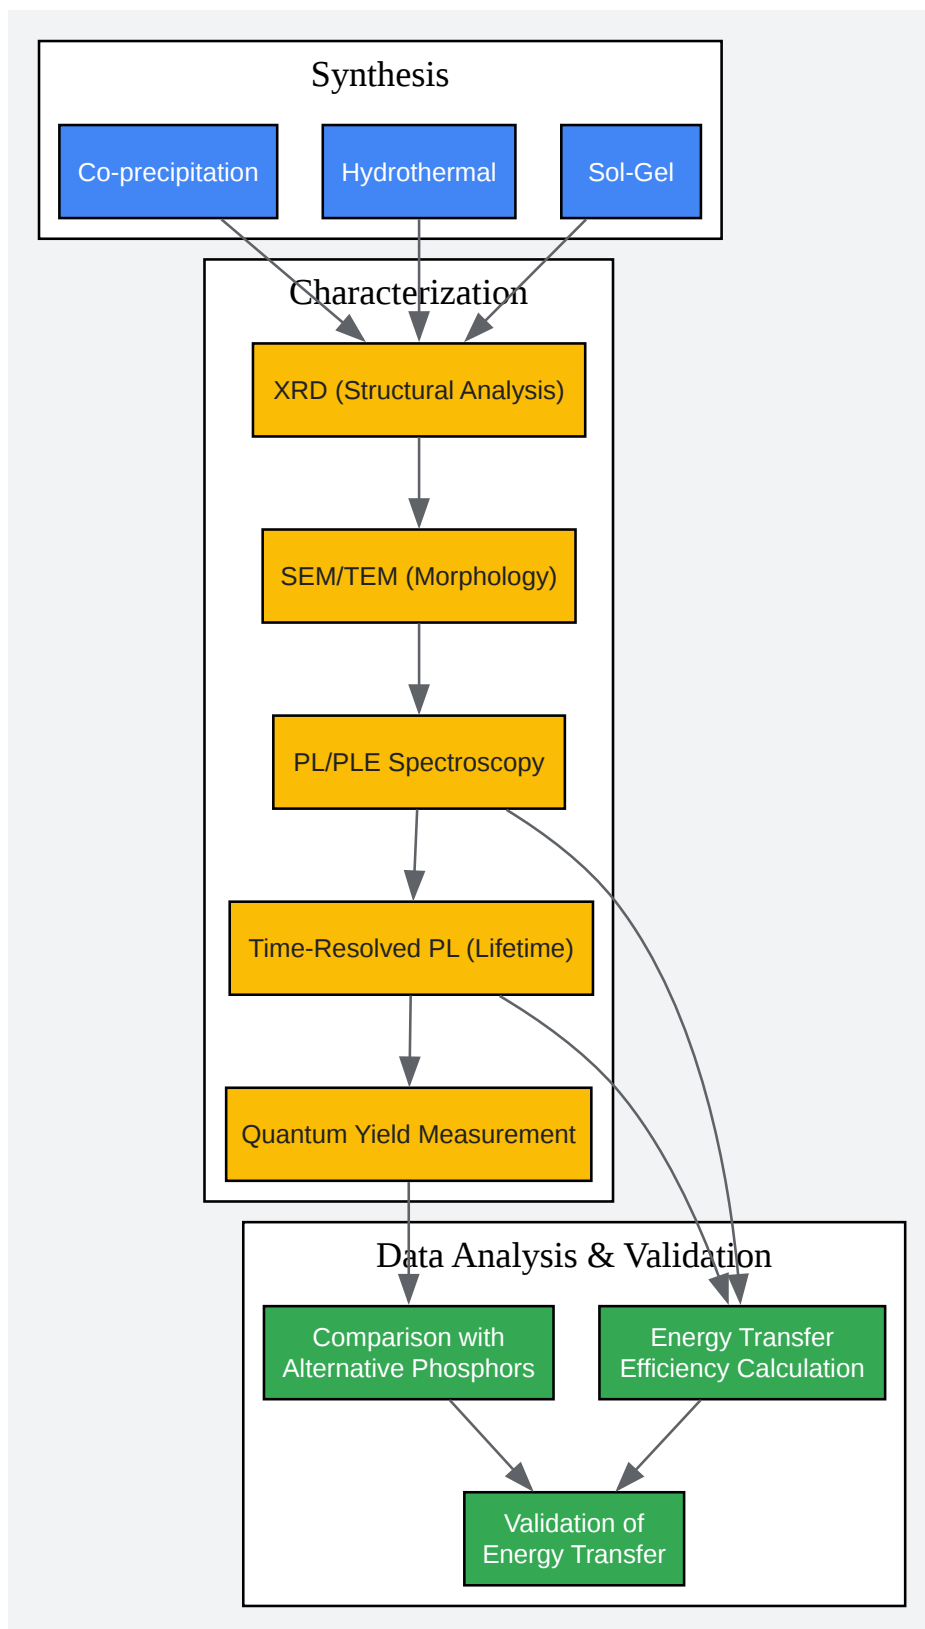 Synthesis
Co-precipitation
Hydrothermal
Sol-Gel
Characterization
XRD (Structural Analysis)
SEM/TEM (Morphology)
PL/PLE Spectroscopy
Time-Resolved PL (Lifetime)
Quantum Yield Measurement
Data Analysis & Validation
Comparison with
Alternative Phosphors
Energy Transfer
Efficiency Calculation
Validation of
Energy Transfer